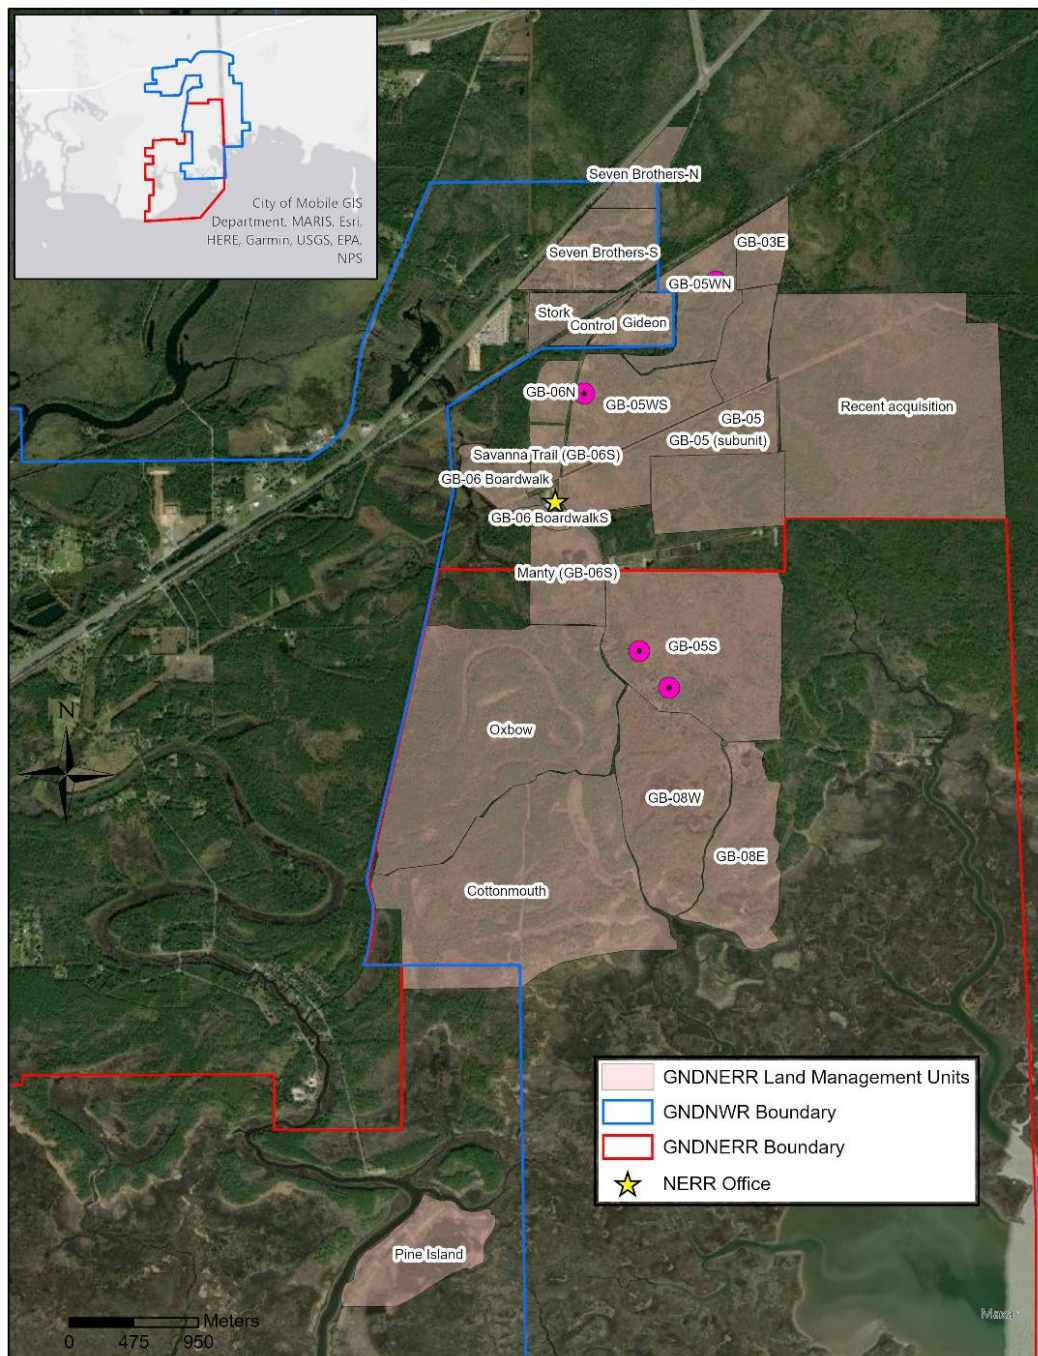 City of Mobile GIS
Department, MARIS, Esri,
HERE, Garmin, USGS, EPA,
NPS
Seven Brothers-N
GB-03E
Seven Brothers-S
GB-05WN
Stork
Control
Gideon
GB-06N
GB-05WS
Recent acquisition
GB-05
GB-05 (subunit)
Savanna Trail (GB-06S)
GB-06 Boardwalk
GB-06 BoardwalkS
Manty (GB-06S)
GB-05S
N
Oxbow
GB-08W
GB-08E
Cottonmouth
GNDNERR Land Management Units
GNDNWR Boundary
GNDNERR Boundary
NERR Office
Pine Island
Meters
0 475 950
Maxar